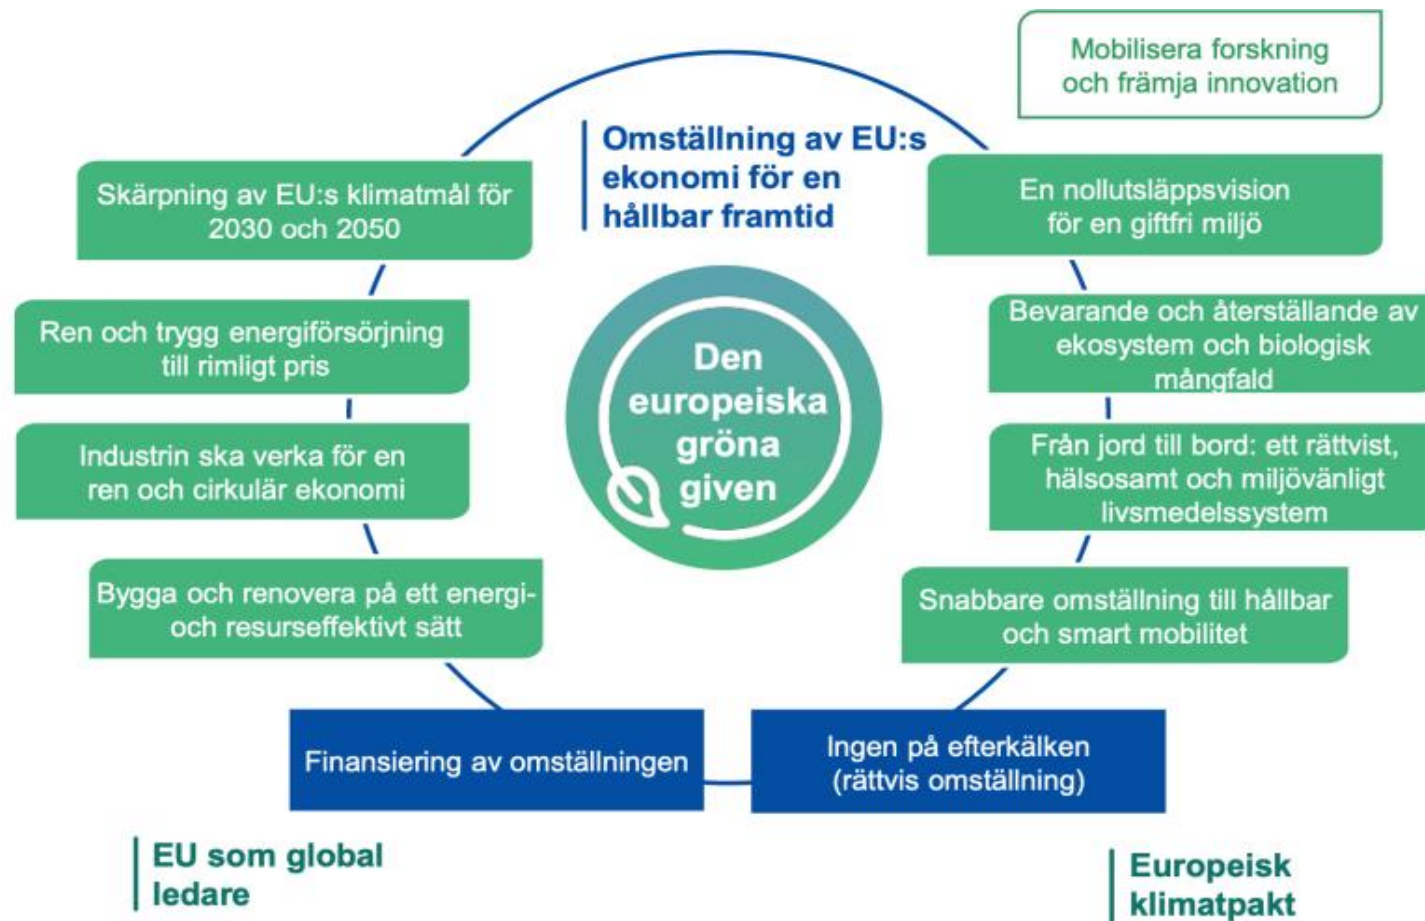 Mobilisera forskning
och främja innovation
Omställning av EU:s
ekonomi för en
hållbar framtid
Skärpning av EU:s klimatmål för
2030 och 2050
En nollutsläppsvision
för en giftfri miljö
Ren och trygg energiförsörjning
till rimligt pris
Bevarande och återställande av
ekosystem och biologisk
mångfald
Den
europeiska
gröna
given
Industrin ska verka för en
ren och cirkulär ekonomi
Från jord till bord: ett rättvist,
hälsosamt och miljövänligt
livsmedelssystem
Bygga och renovera på ett energi-
och resurseffektivt sätt
Snabbare omställning till hållbar
och smart mobilitet
Finansiering av omställningen
Ingen på efterkälken
(rättvis omställning)
EU som global
ledare
Europeisk
klimatpakt